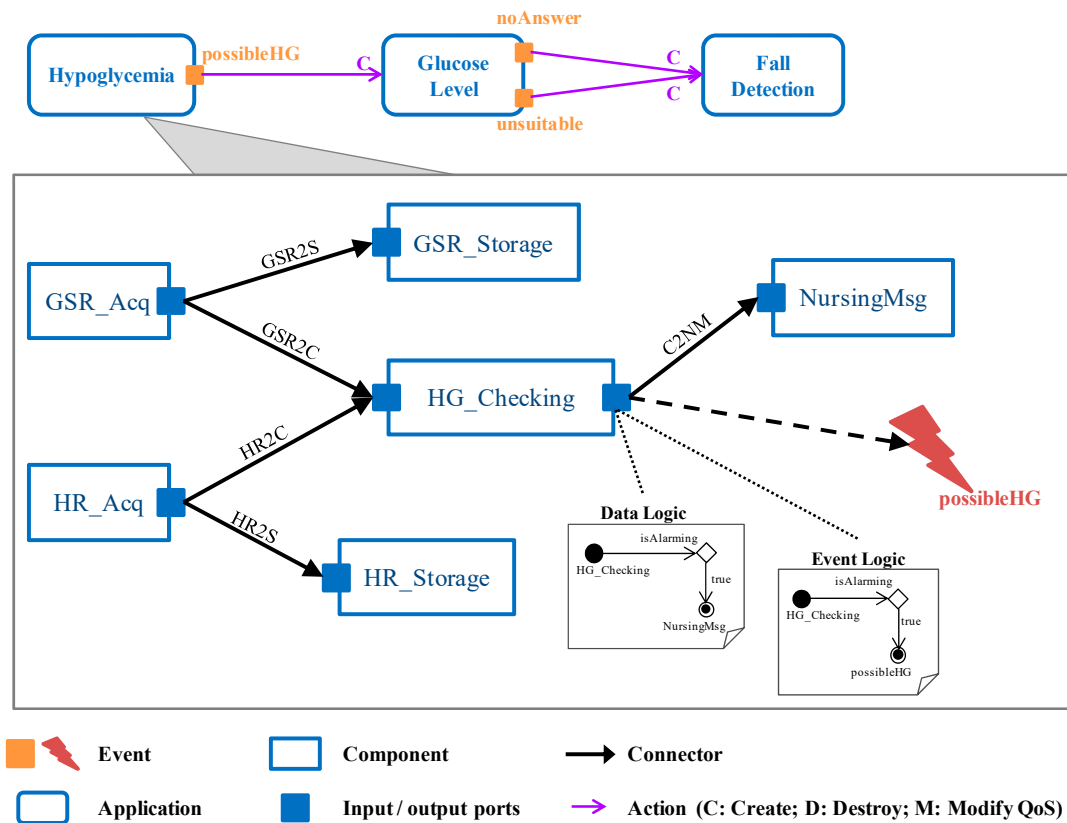 noAnswer
possibleHG
C
C
Hypoglycemia
Glucose
Level
Fall
Detection
C
unsuitable
GSR_Storage
GSR2S
GSR_Acq
NursingMsg
GSR2C
C2NM
HG_Checking
HR2C
HR_Acq
possibleHG
HR2S
HR_Storage
Data Logic
isAlarming
HG_Checking
true
NursingMsg
Event Logic
isAlarming
HG_Checking
true
possibleHG
Event
Component
Connector
Application
Input / output ports
Action (C: Create; D: Destroy; M: Modify QoS)